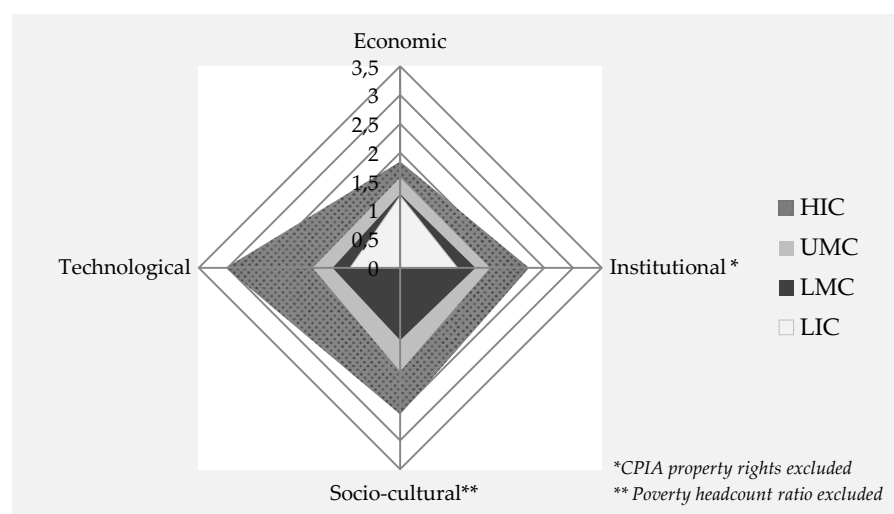 Economic
3,5
3
2,5
2
1,5
1
0,5
0
Technological
Institutional *
Socio-cultural**
HIC
UMC
LMC
LIC
*CPIA property rights excluded
** Poverty headcount ratio excluded